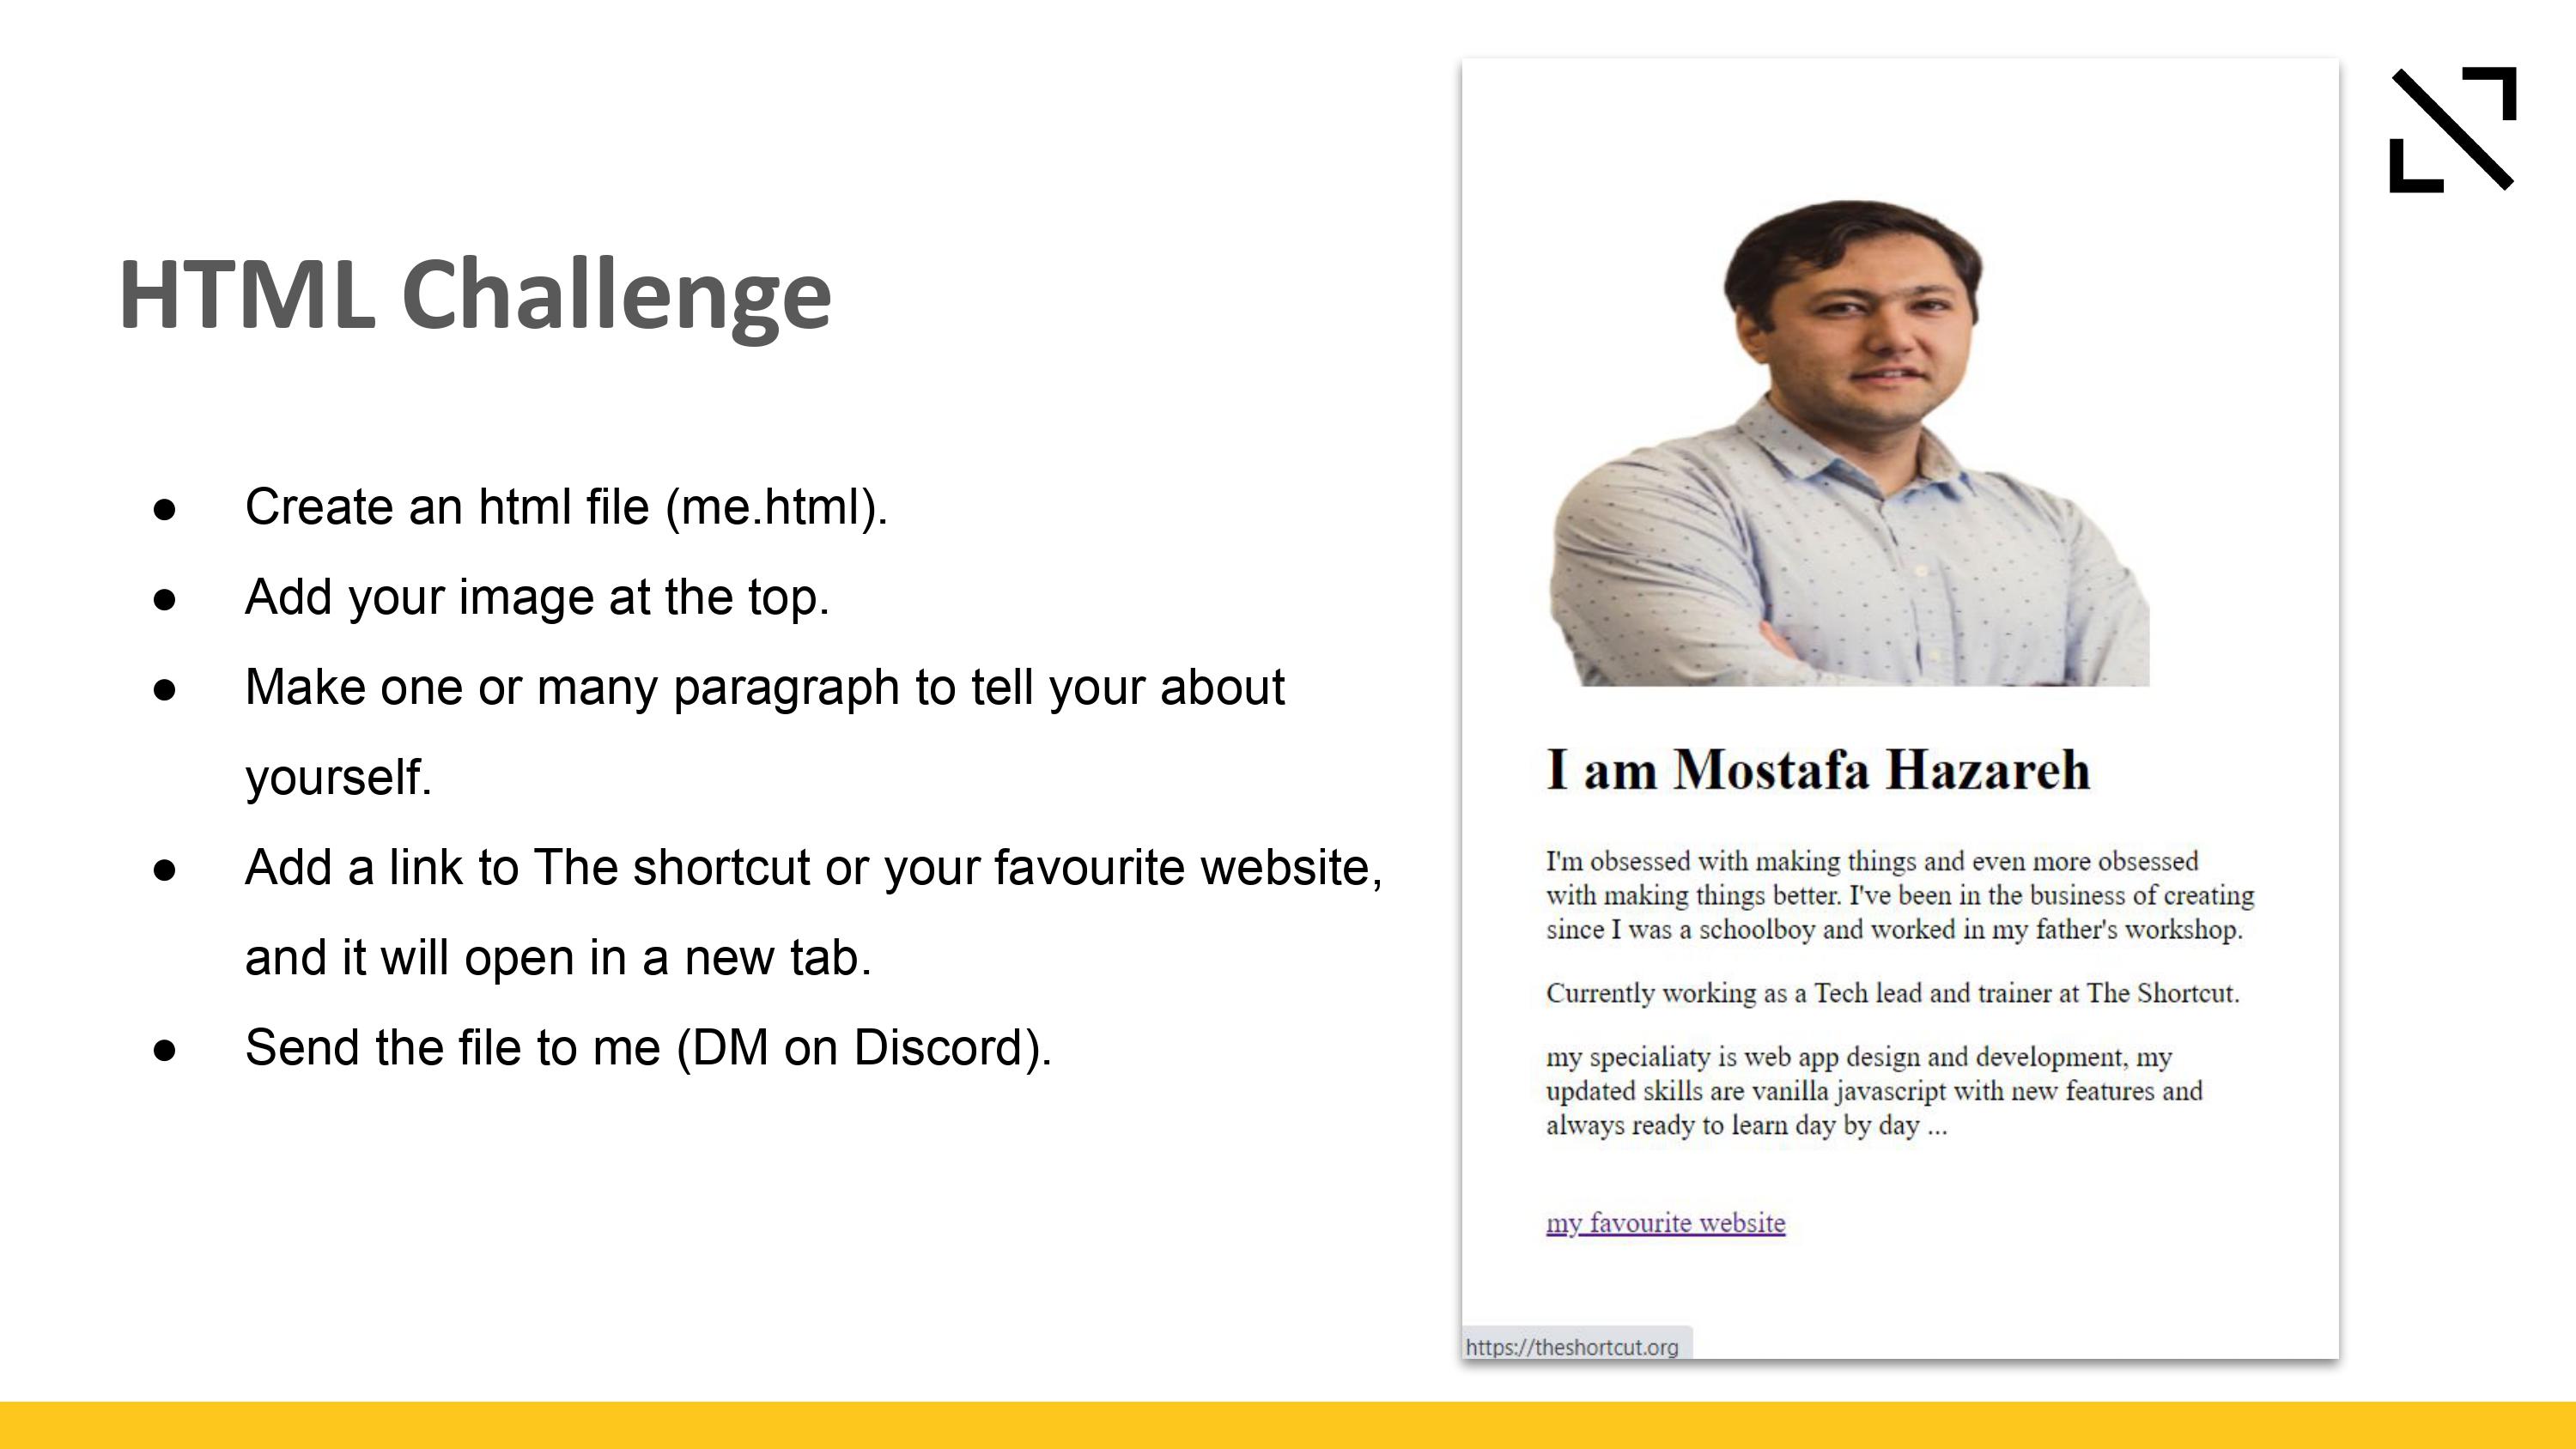 HTML Challenge
● Create an html file (me.html).
● Add your image at the top.
● Make one or many paragraph to tell your about
yourself.
● Add a link to The shortcut or your favourite website,
and it will open in a new tab.
● Send the file to me (DM on Discord).
I am Mostafa Hazareh
I'm obsessed with making things and even more obsessed
with making things better. I've been in the business of creating
since I was a schoolboy and worked in my father's workshop.
Currently working as a Tech lead and trainer at The Shortcut.
my specialiaty is web app design and development, my
updated skills are vanilla javascript with new features and
always ready to learn day by day ...
my favourite website
https://theshortcut.org